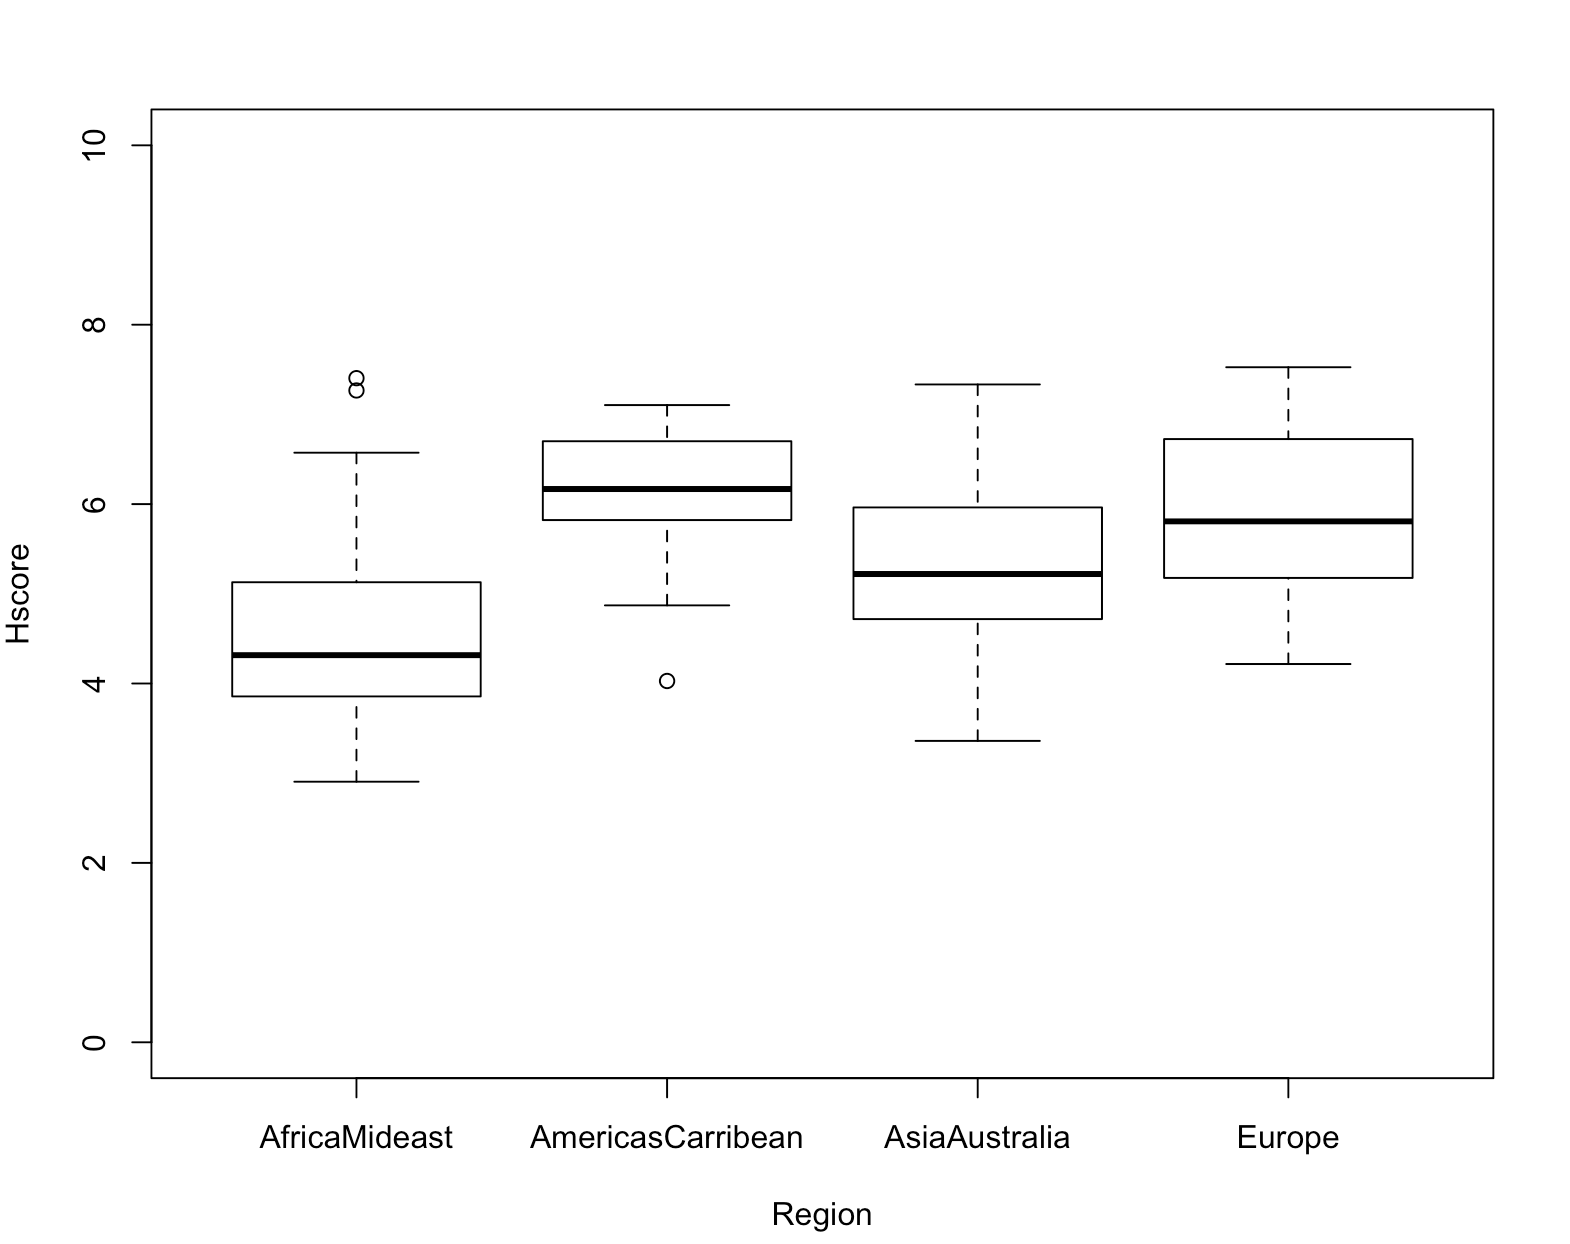 10
8
6
4
2
0
Hscore
AfricaMideast
AmericasCarribean
AsiaAustralia
Europe
Region